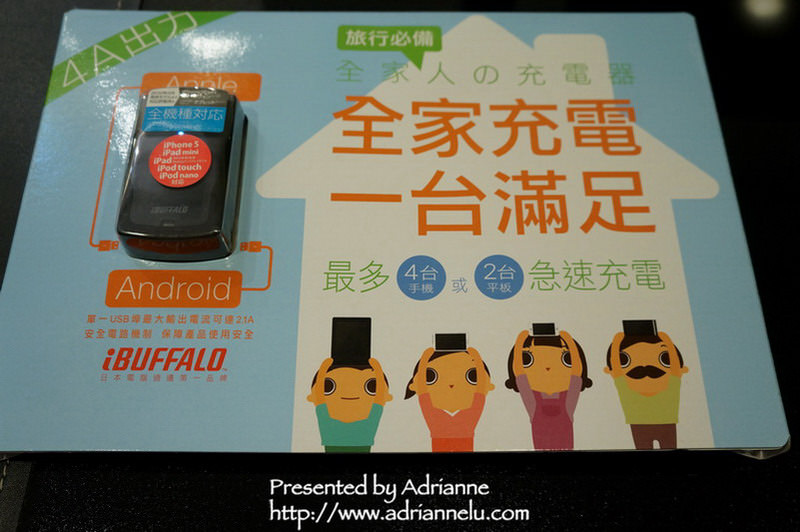 4A出力
Apple
全機種対応
iPhone 5
iPad mini
iPad
iPod touch
iPod nano
対応
iBUFFALO
Android
單一USB埠最大輸出電流可達2.1A
安全電路機制 保障產品使用安全
iBUFFALO
日本電腦週邊第一品牌
旅行必備
全家人の充電器
全家充電
一台滿足
最多 4台手機 或 2台平板 急速充電
Presented by Adrianne
http://www.adriannelu.com